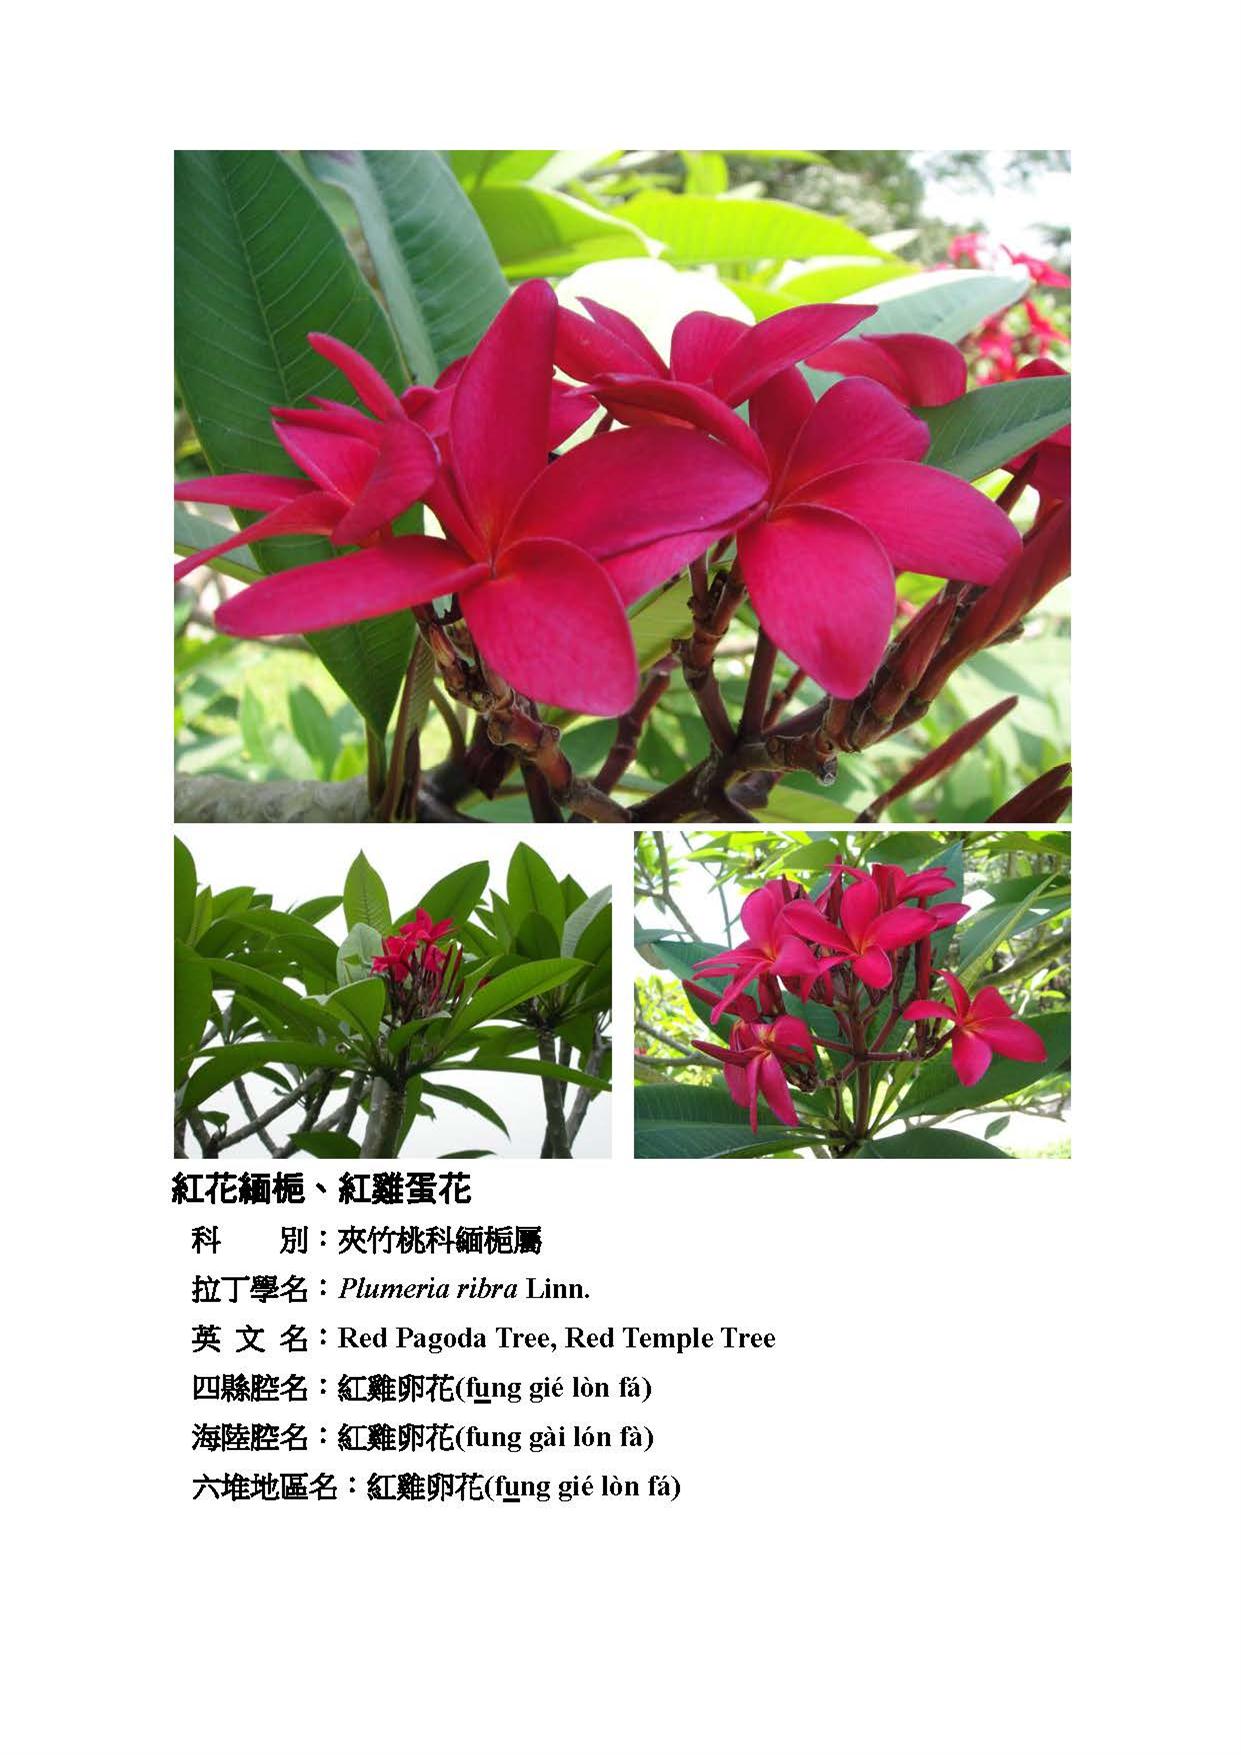 紅花緬梔、紅雞蛋花
科　　別：夾竹桃科緬梔屬
拉丁學名：Plumeria ribra Linn.
英 文 名：Red Pagoda Tree, Red Temple Tree
四縣腔名：紅雞卵花(fung gié lòn fá)
海陸腔名：紅雞卵花(fung gài lón fà)
六堆地區名：紅雞卵花(fung gié lòn fá)